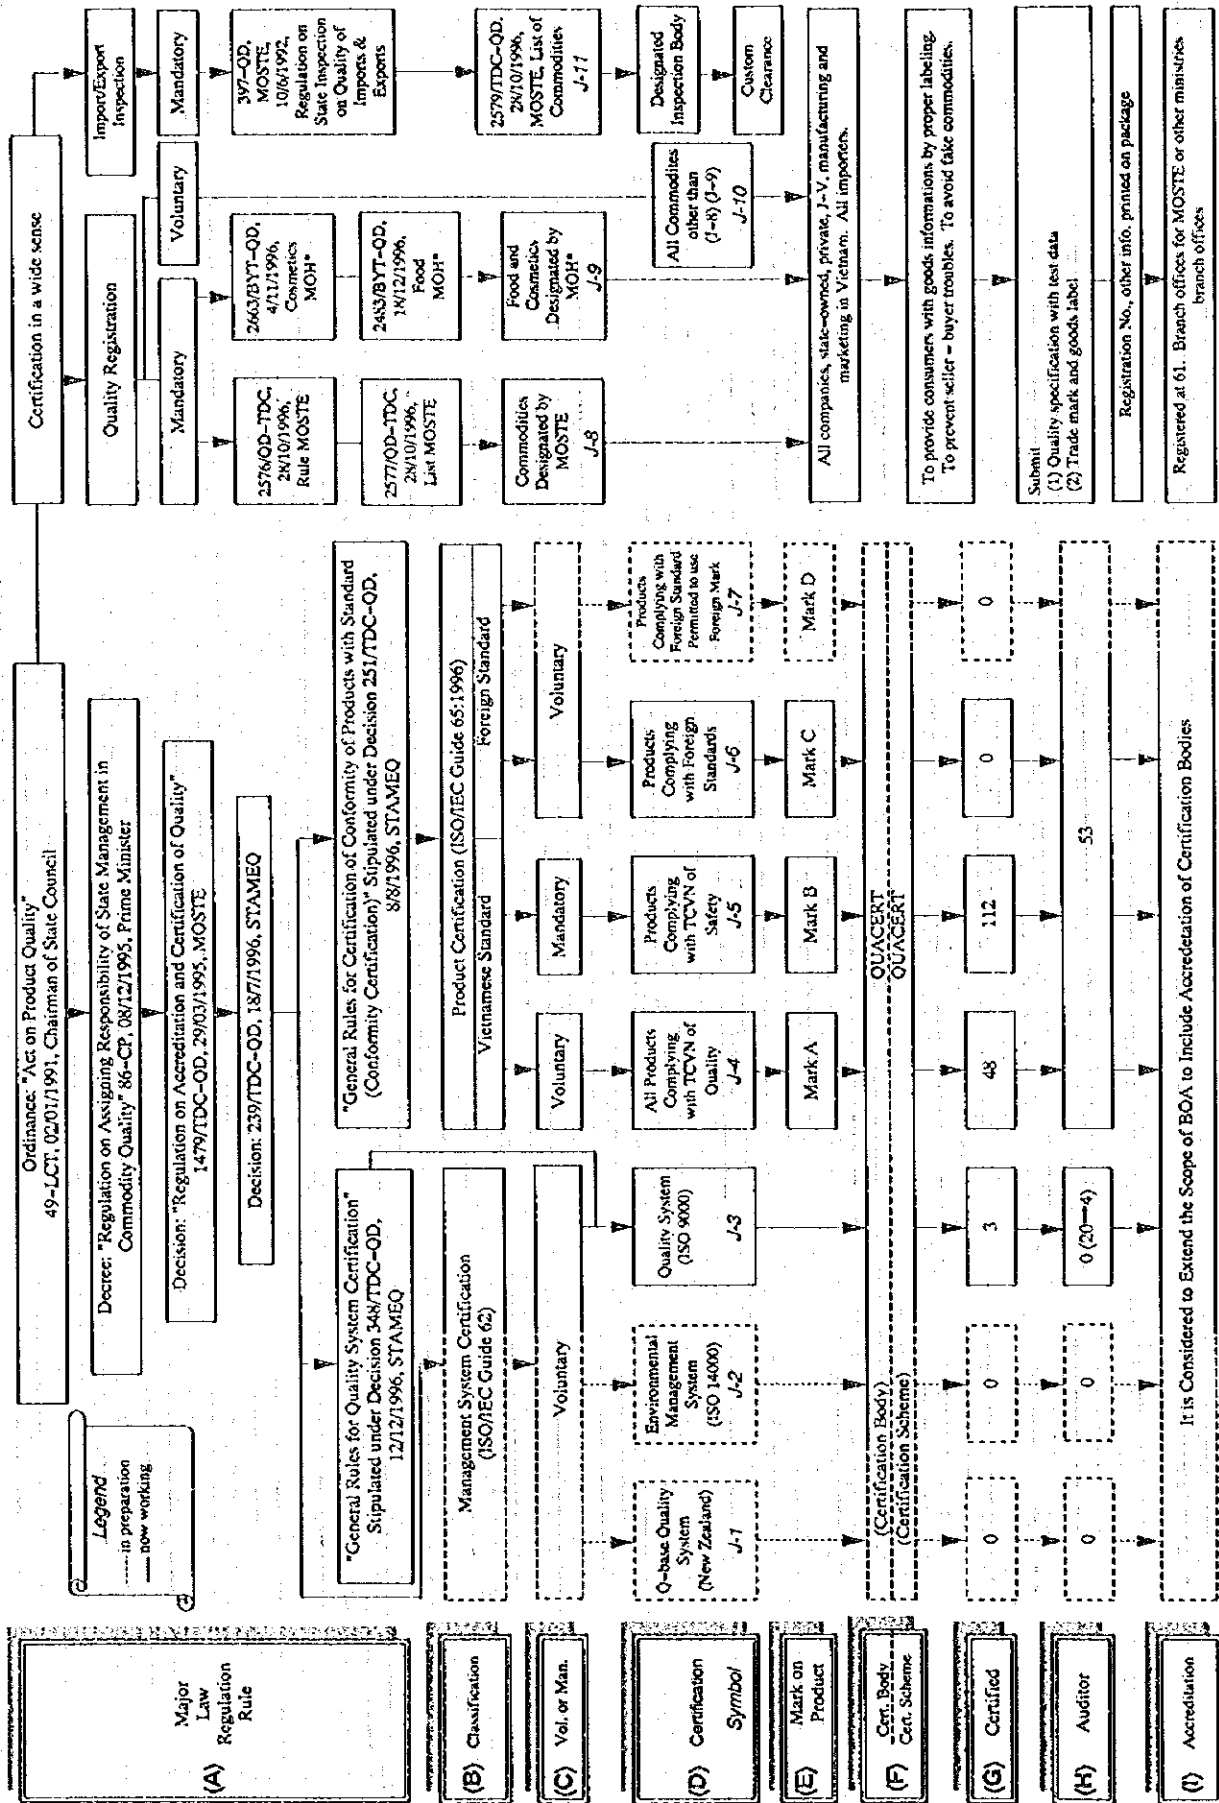 Legend
in preparation
now working
Ordinance: "Act on Product Quality"
49-LCT, 02/01/1991, Chairman of State Council
Certification in a wide sense
Decree: "Regulation on Assigning Responsibility of State Management in
Commodity Quality" 86-CP, 08/12/1995, Prime Minister
Decision: "Regulation on Accreditation and Certification of Quality"
1479/TDC-QD, 29/03/1995, MOSTE
Decision: 239/TDC-QD, 18/7/1996, STAMEQ
"General Rules for Quality System Certification"
Stipulated under Decision 348/TDC-QD,
12/12/1996, STAMEQ
"General Rules for Certification of Conformity of Products with Standard
(Conformity Certification)" Stipulated under Decision 251/TDC-QD,
8/8/1996, STAMEQ
Major
Law
(A) Regulation
Rule
(B) Classification
Management System Certification
(ISO/IEC Guide 62)
Product Certification (ISO/IEC Guide 65:1996)
Vietnamese Standard
Foreign Standard
(C) Vol. or Man.
Voluntary
Voluntary
Mandatory
Voluntary
(D) Certification
Symbol
Q-base Quality
System
(New Zealand)
J-1
Environmental
Management
System
(ISO 14000)
J-2
Quality System
(ISO 9000)
J-3
All Products
Complying
with TCVN of
Quality
J-4
Products
Complying
with TCVN of
Safety
J-5
Products
Complying
with Foreign
Standards
J-6
Products
Complying with
Foreign Standard
Permitted to use
Foreign Mark
J-7
(E) Mark on
Product
Mark A
Mark B
Mark C
Mark D
(F) Cert. Body
Cert. Scheme
(Certification Body)
QUACERT
(Certification Scheme)
QUACERT
(G) Certified
0
0
3
48
112
0
0
(H) Auditor
0
0
0 (20→4)
53
(I) Accreditation
It is Considered to Extend the Scope of BOA to Include Accredetation of Certification Bodies
Quality Registration
Import/Export
Inspection
Mandatory
Voluntary
Mandatory
2576/QD-TDC,
28/10/1996,
Rule MOSTE
2663/BYT-QD,
4/11/1996,
Cosmetics
MOH*
397-QD,
MOSTE,
10/6/1992,
Regulation on
State Inspection
on Quality of
Imports &
Exports
2577/QD-TDC,
28/10/1996,
List MOSTE
2483/BYT-QD,
18/12/1996,
Food
MOH*
Commodities
Designated by
MOSTE
J-8
Food and
Cosmetics
Designated by
MOH*
J-9
2579/TDC-QD,
28/10/1996,
MOSTE, List of
Commodities
J-11
All Commodites
other than
(J-8) (J-9)
J-10
Designated
Inspection Body
Custom
Clearance
All companies, state-owned, private, J-V, manufacturing and
marketing in Vietnam. All importers.
To provide consumers with goods informations by proper labeling.
To prevent seller - buyer troubles. To avoid fake commodities.
Submit
(1) Quality specification with test data
(2) Trade mark and goods label
Registration No., other info. printed on package
Registered at 61. Branch offices for MOSTE or other ministries
branch offices